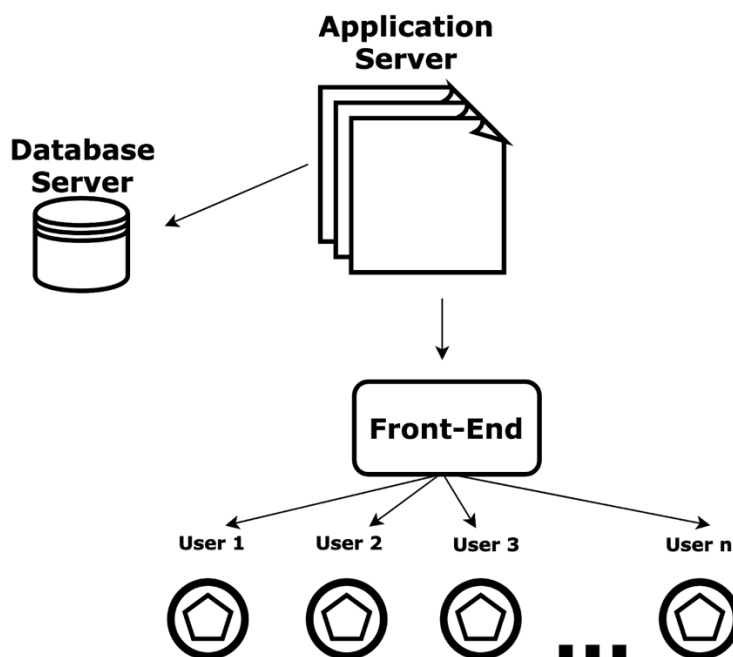 Application
Server
Database
Server
Front-End
User 1
User 2
User 3
User n